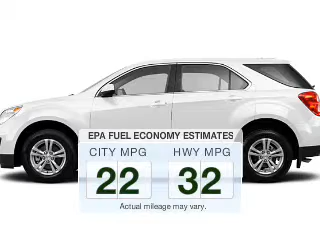 EPA FUEL ECONOMY ESTIMATES
CITY MPG HWY MPG
22 32
Actual mileage may vary.